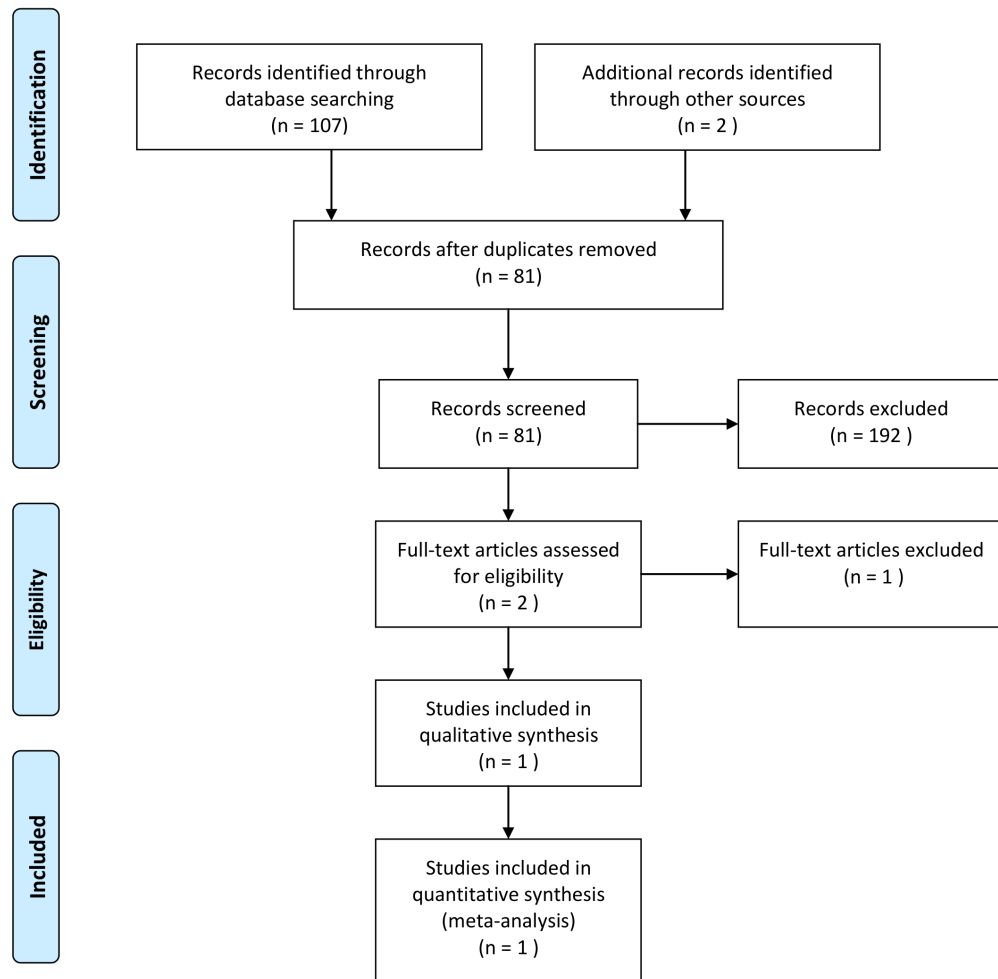 Identification
Records identified through
database searching
(n = 107)
Additional records identified
through other sources
(n = 2 )
Records after duplicates removed
(n = 81)
Screening
Records screened
(n = 81)
Records excluded
(n = 192 )
Eligibility
Full-text articles assessed
for eligibility
(n = 2 )
Full-text articles excluded
(n = 1 )
Studies included in
qualitative synthesis
(n = 1 )
Included
Studies included in
quantitative synthesis
(meta-analysis)
(n = 1 )